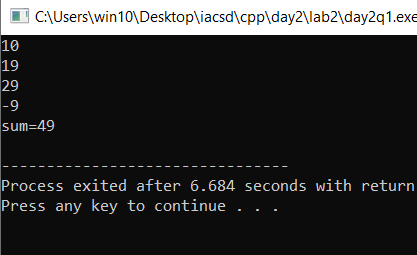 C:\Users\win10\Desktop\iacsd\cpp\day2\lab2\day2q1.exe
10
19
29
-9
sum=49
--------------------------------
Process exited after 6.684 seconds with return
Press any key to continue . . .